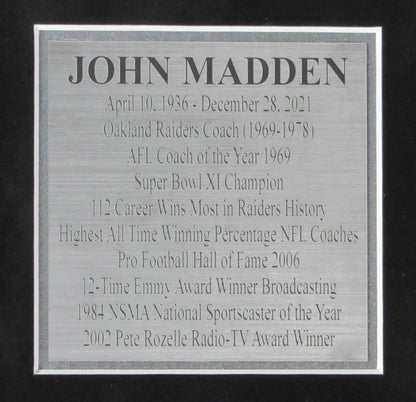 JOHN MADDEN
April 10, 1936 - December 28, 2021
Oakland Raiders Coach (1969-1978)
AFL Coach of the Year 1969
Super Bowl XI Champion
112 Career Wins Most in Raiders History
Highest All Time Winning Percentage NFL Coaches
Pro Football Hall of Fame 2006
12-Time Emmy Award Winner Broadcasting
1984 NSMA National Sportscaster of the Year
2002 Pete Rozelle Radio-TV Award Winner